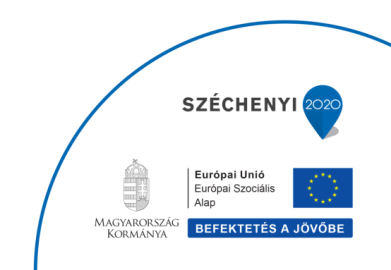 SZÉCHENYI 2020
Európai Unió
Európai Szociális
Alap
MAGYARORSZÁG
KORMÁNYA
BEFEKTETÉS A JÖVŐBE